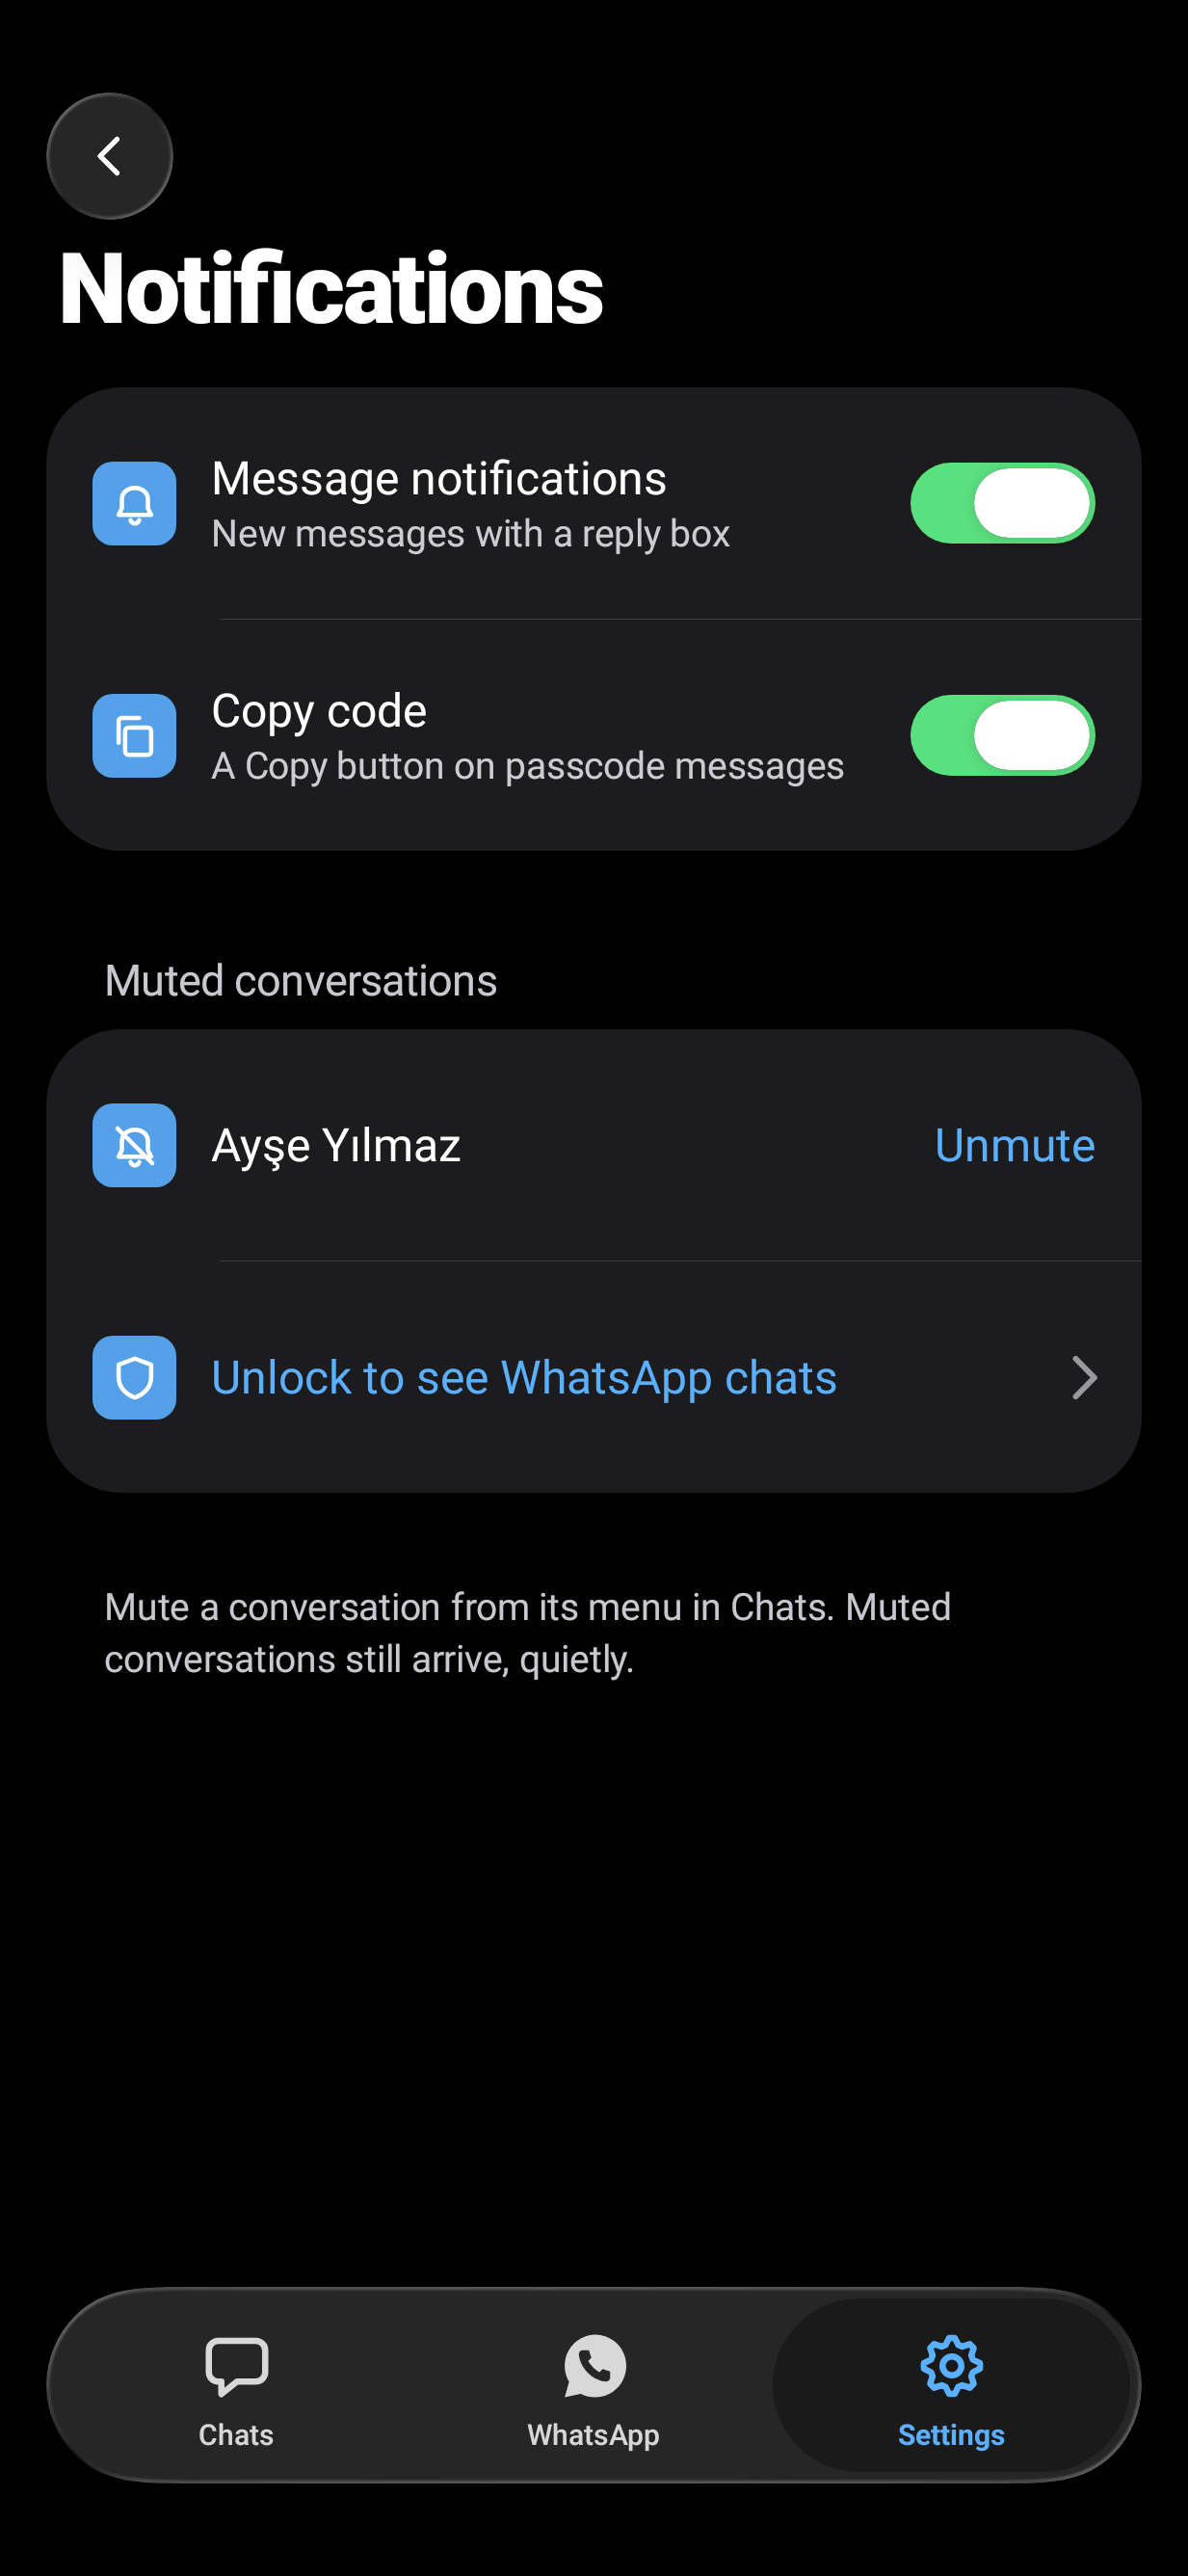 Notifications
Message notifications
New messages with a reply box
Copy code
A Copy button on passcode messages
Muted conversations
Ayşe Yılmaz
Unmute
Unlock to see WhatsApp chats
Mute a conversation from its menu in Chats. Muted
conversations still arrive, quietly.
Chats
WhatsApp
Settings